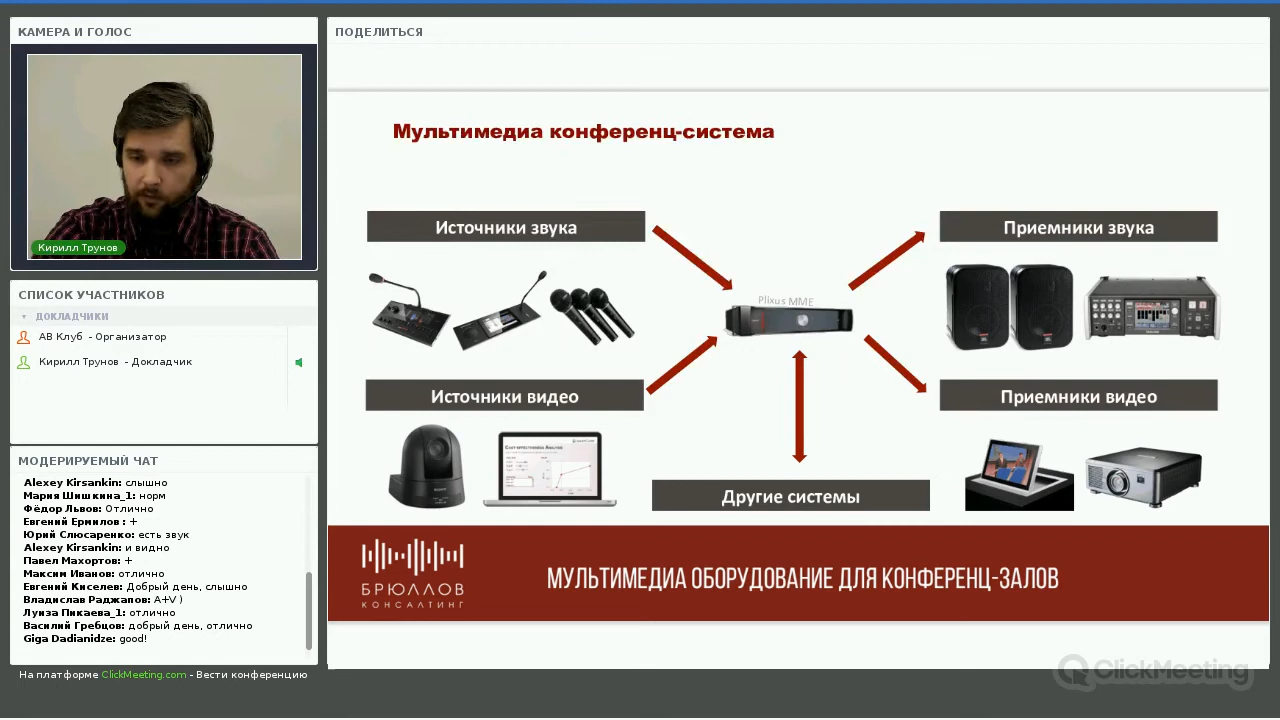 КАМЕРА И ГОЛОС
Кирилл Трунов
СПИСОК УЧАСТНИКОВ
ДОКЛАДЧИКИ
АВ Клуб - Организатор
Кирилл Трунов - Докладчик
МОДЕРИРУЕМЫЙ ЧАТ
Alexey Kirsankin: слышно
Мария Шишкина_1: норм
Фёдор Львов: Отлично
Евгений Ермилов : +
Юрий Слюсаренко: есть звук
Alexey Kirsankin: и видно
Павел Махортов: +
Максим Иванов: отлично
Евгений Киселев: Добрый день, слышно
Владислав Раджапов: A+V )
Луиза Пикаева_1: отлично
Василий Гребцов: добрый день, отлично
Giga Dadianidze: good!
На платформе ClickMeeting.com - Вести конференцию
ПОДЕЛИТЬСЯ
Мультимедиа конференц-система
Источники звука
Приемники звука
Plixus MME
Источники видео
Приемники видео
Другие системы
БРЮЛЛОВ
КОНСАЛТИНГ
МУЛЬТИМЕДИА ОБОРУДОВАНИЕ ДЛЯ КОНФЕРЕНЦ-ЗАЛОВ
ClickMeeting